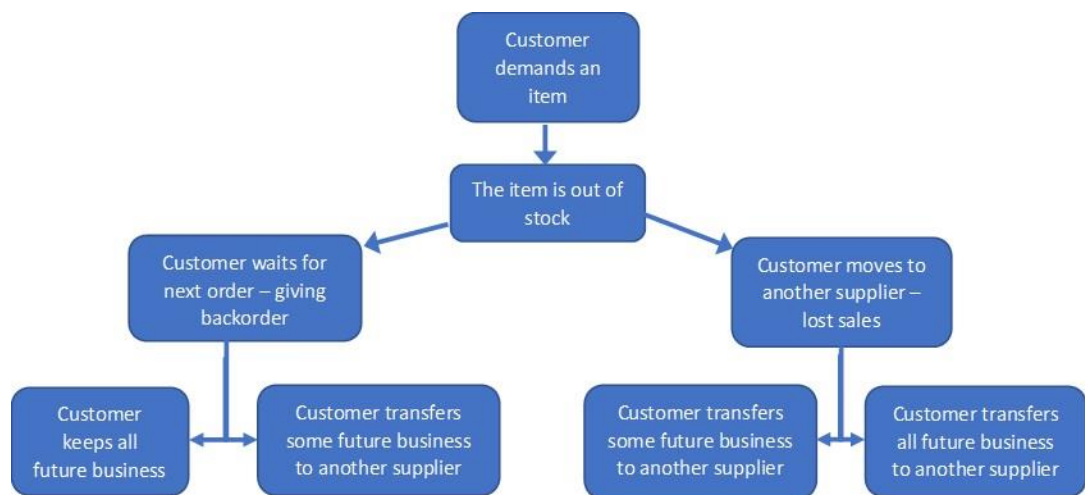 Customer
demands an
item
The item is out of
stock
Customer waits for
next order – giving
backorder
Customer moves to
another supplier –
lost sales
Customer
keeps all
future business
Customer transfers
some future business
to another supplier
Customer transfers
some future business
to another supplier
Customer transfers
all future business
to another supplier